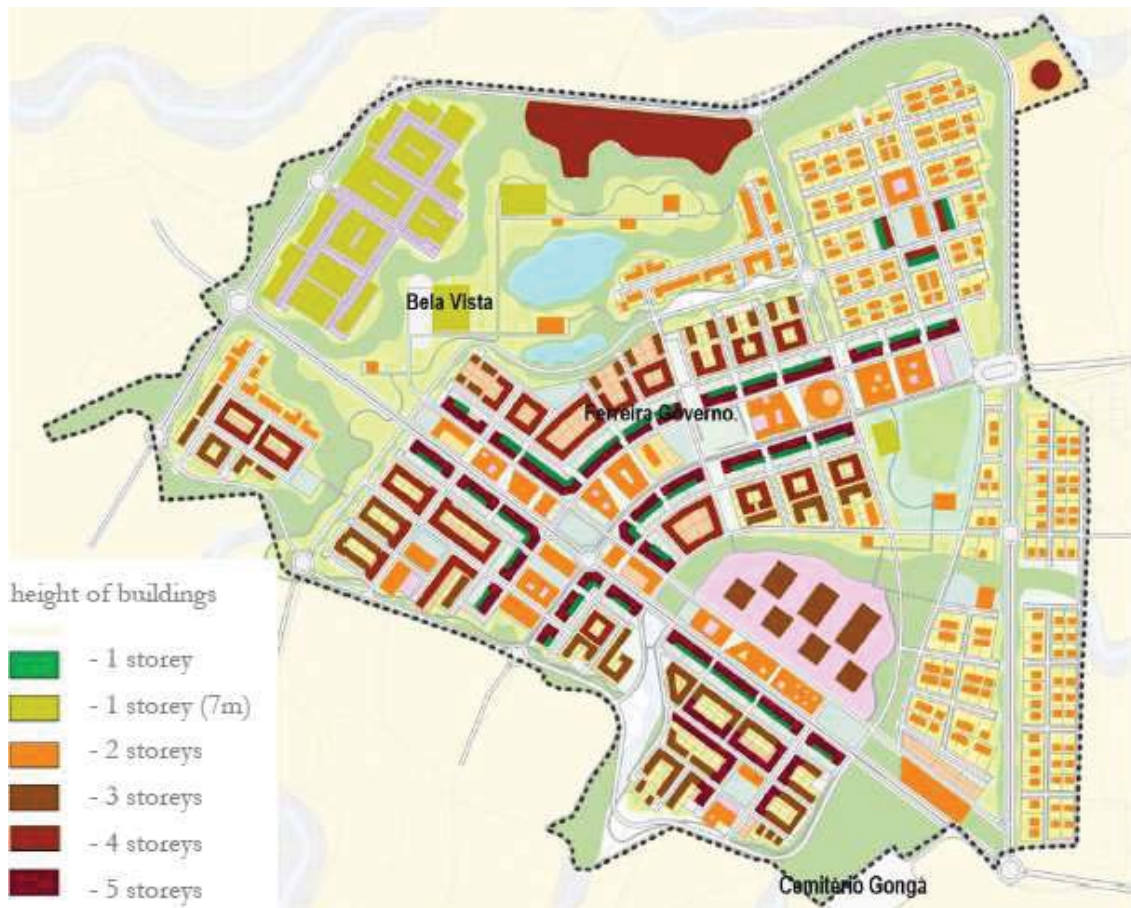 Bela Vista
Ferreira Governo.
height of buildings
- 1 storey
- 1 storey (7m)
- 2 storeys
- 3 storeys
- 4 storeys
- 5 storeys
Cemitério Gonga